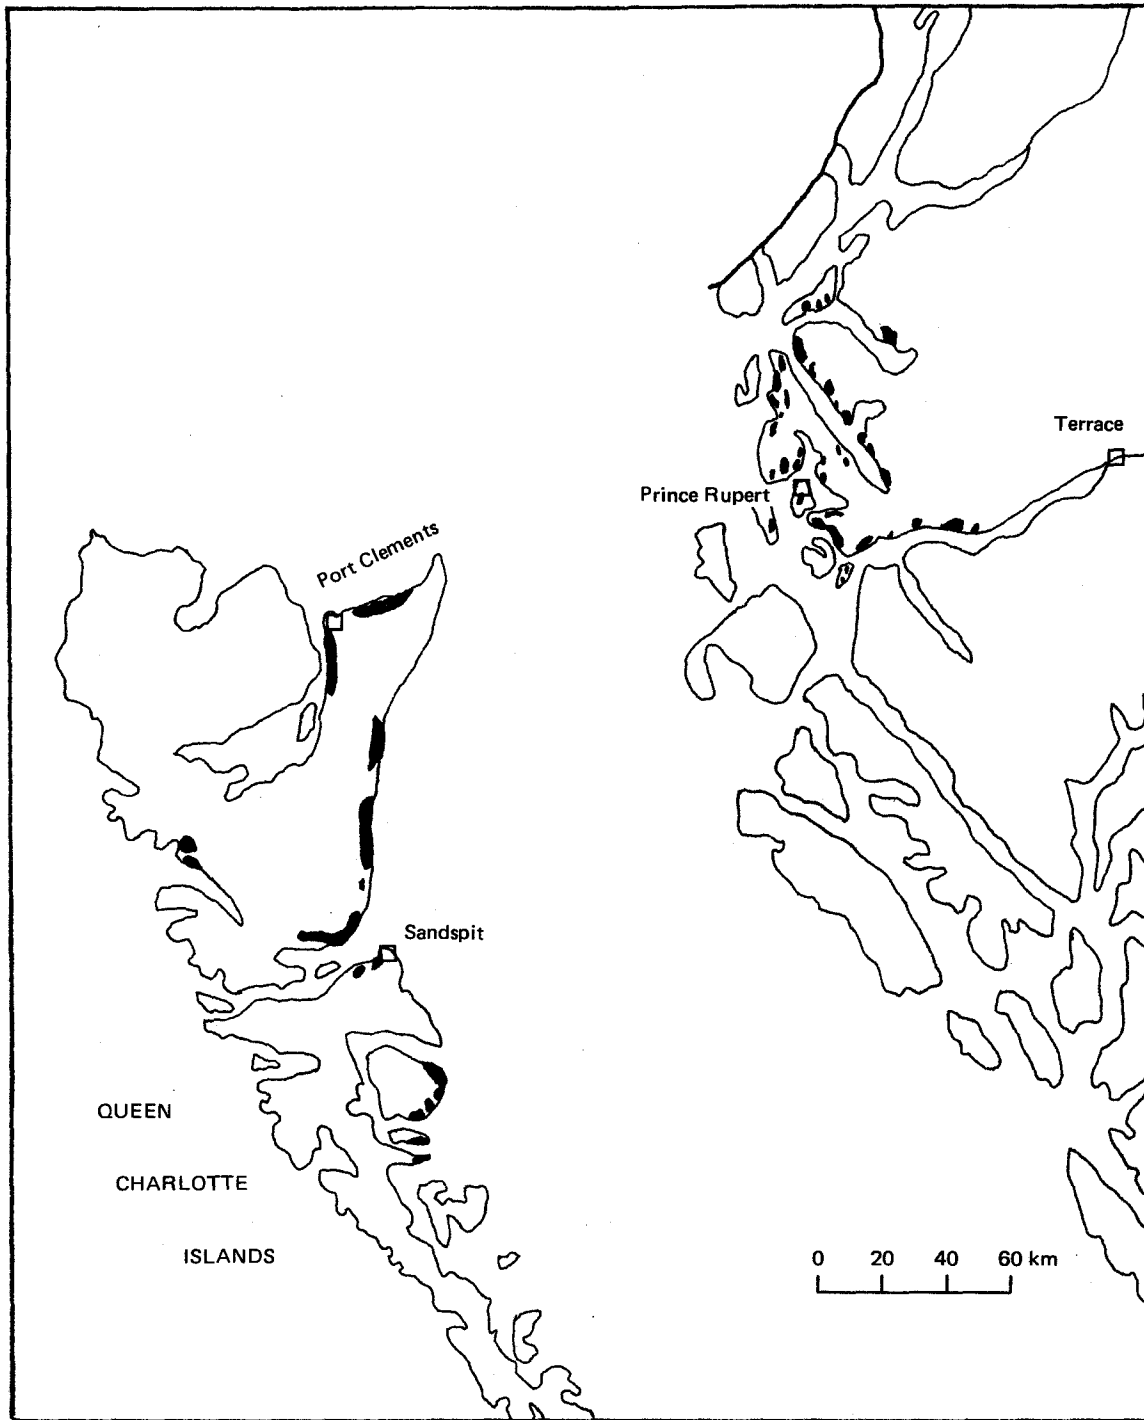 Terrace
Prince Rupert
Port Clements
Sandspit
QUEEN
CHARLOTTE
ISLANDS
0 20 40 60 km